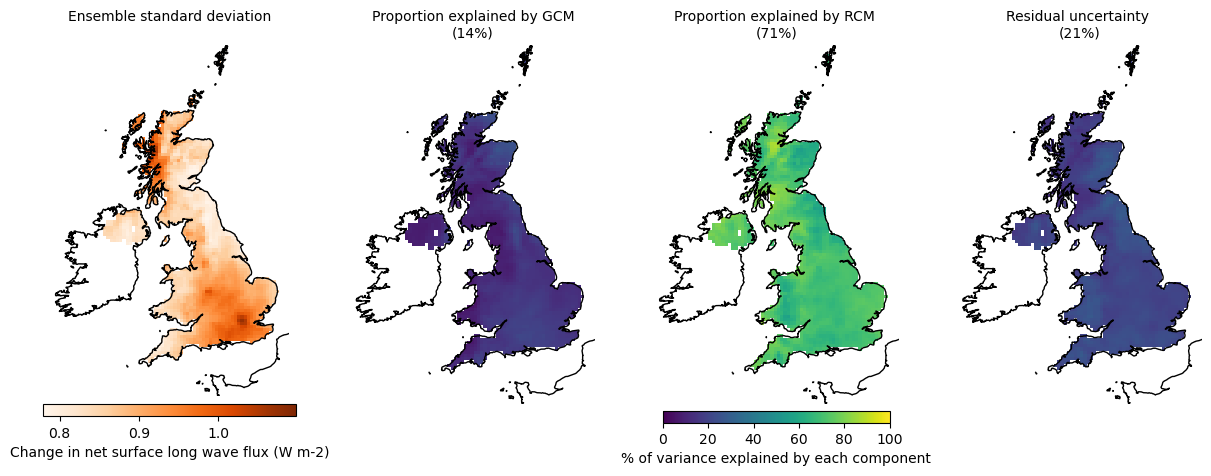 Ensemble standard deviation
Proportion explained by GCM
(14%)
Proportion explained by RCM
(71%)
Residual uncertainty
(21%)
0.8 0.9 1.0
Change in net surface long wave flux (W m-2)
0 20 40 60 80 100
% of variance explained by each component